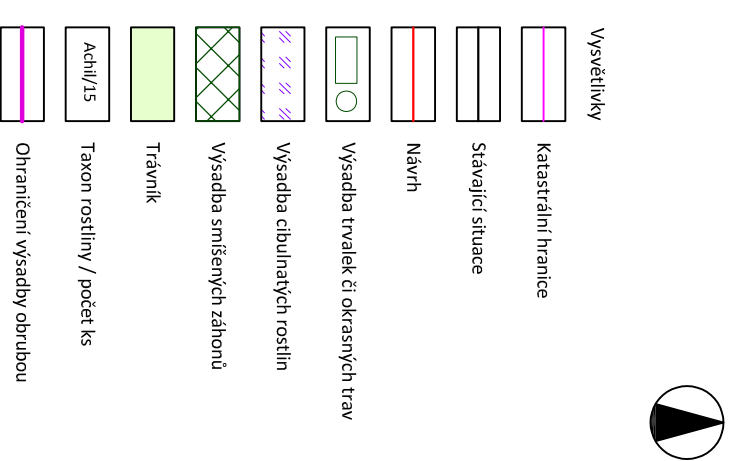 Vysvětlivky
Katastrální hranice
Stávající situace
Návrh
Výsadba trvalek či okrasných trav
Výsadba cibulnatých rostlin
Výsadba smíšených záhonů
Trávník
Achil/15
Taxon rostliny / počet ks
Ohraničení výsadby obrubou